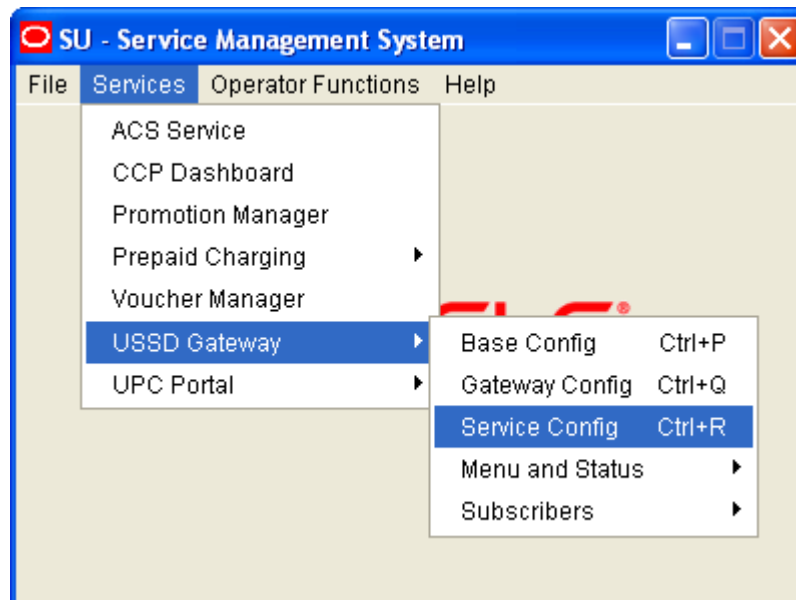 SU - Service Management System
File Services Operator Functions Help
ACS Service
CCP Dashboard
Promotion Manager
Prepaid Charging
Voucher Manager
USSD Gateway
UPC Portal
Base Config Ctrl+P
Gateway Config Ctrl+Q
Service Config Ctrl+R
Menu and Status
Subscribers